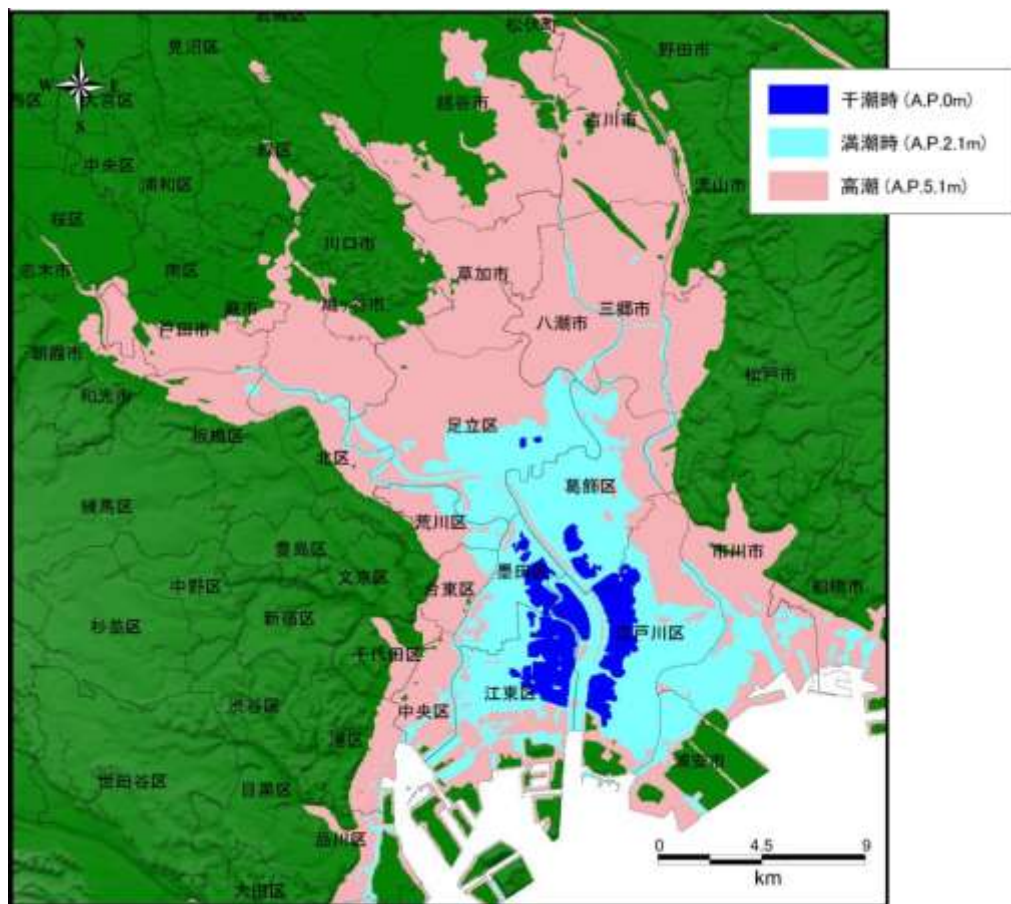 松伏町
見沼区
野田市
N
W
E
S
大宮区
西区
越谷市
吉川市
干潮時 (A.P.0m)
満潮時 (A.P.2.1m)
高潮 (A.P.5.1m)
中央区
緑区
浦和区
流山市
桜区
川口市
志木市
南区
草加市
蕨市
鳩ヶ谷市
戸田市
八潮市
三郷市
朝霞市
和光市
松戸市
板橋区
足立区
北区
葛飾区
練馬区
荒川区
豊島区
市川市
中野区
文京区
台東区
墨田区
船橋市
杉並区
新宿区
江戸川区
千代田区
江東区
渋谷区
中央区
港区
浦安市
世田谷区
目黒区
品川区
大田区
0 4.5 9
km